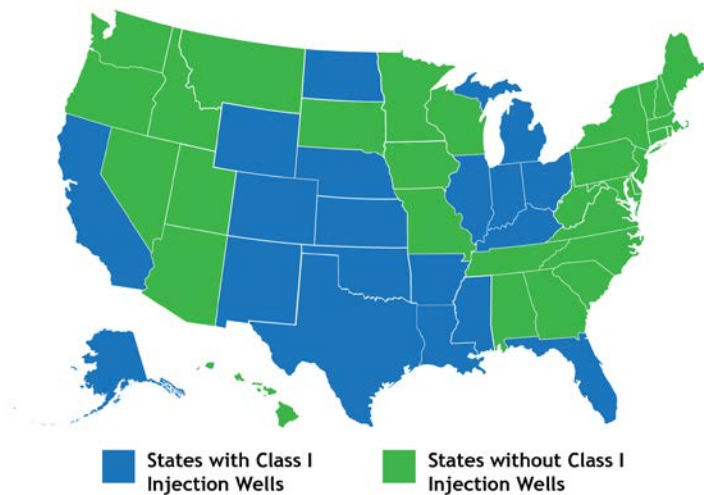 States with Class I
Injection Wells
States without Class I
Injection Wells